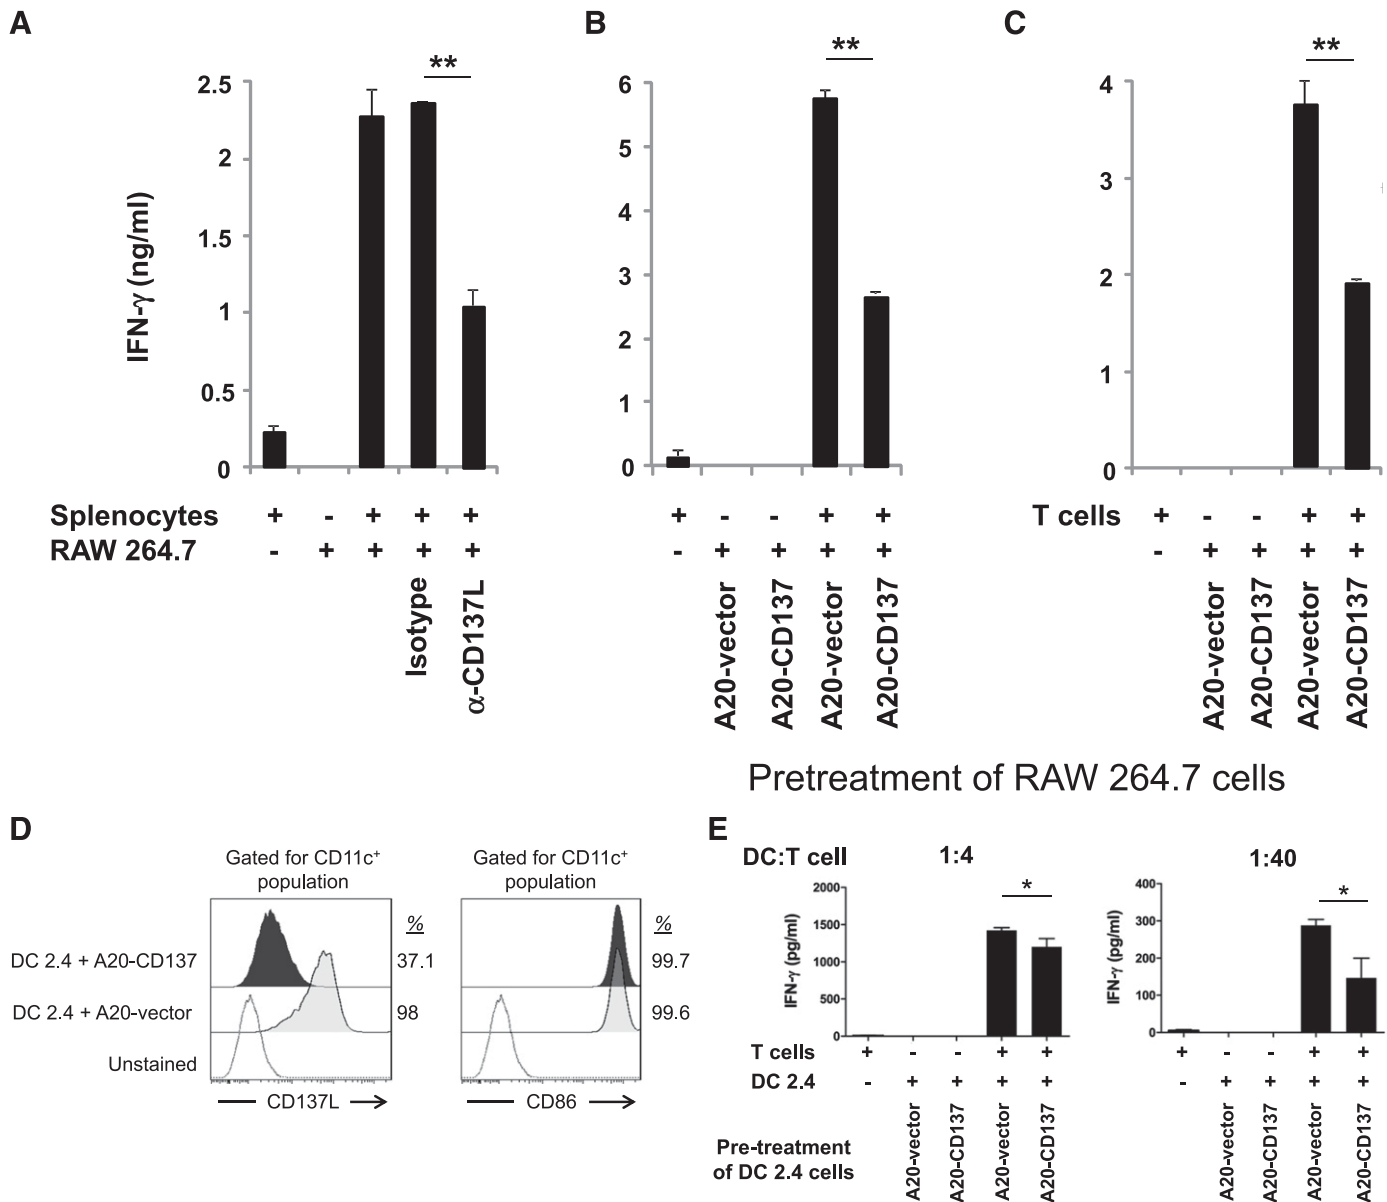 A
B
C
**
**
**
IFN-γ (ng/ml)
2.5
2
1.5
1
0.5
0
6
5
4
3
2
1
0
4
3
2
1
0
Splenocytes + - + + +
RAW 264.7 - + + + +
Isotype
α-CD137L
+ - - + +
- + + + +
A20-vector
A20-CD137
A20-vector
A20-CD137
T cells + - - + +
- + + + +
A20-vector
A20-CD137
A20-vector
A20-CD137
Pretreatment of RAW 264.7 cells
D
Gated for CD11c+
population
Gated for CD11c+
population
%
%
DC 2.4 + A20-CD137 37.1 99.7
DC 2.4 + A20-vector 98 99.6
Unstained
CD137L
CD86
E
DC:T cell 1:4 1:40
*
*
IFN-γ (pg/ml)
2000
1500
1000
500
0
IFN-γ (pg/ml)
400
300
200
100
0
T cells + - - + + + - - + +
DC 2.4 - + + + + - + + + +
Pre-treatment
of DC 2.4 cells
A20-vector
A20-CD137
A20-vector
A20-CD137
A20-vector
A20-CD137
A20-vector
A20-CD137